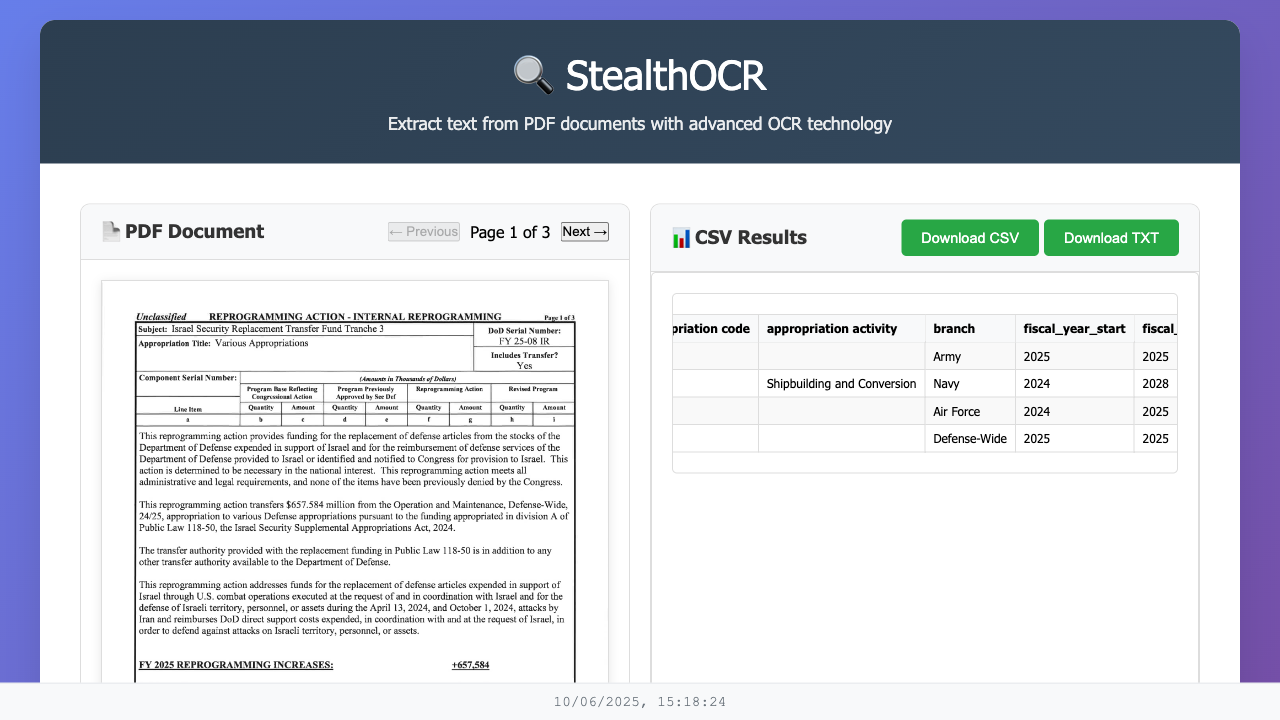 StealthOCR
Extract text from PDF documents with advanced OCR technology
PDF Document
← Previous
Page 1 of 3
Next →
Unclassified REPROGRAMMING ACTION - INTERNAL REPROGRAMMING Page 1 of 3
Subject: Israel Security Replacement Transfer Fund Tranche 3
DoD Serial Number:
FY 25-08 IR
Appropriation Title: Various Appropriations
Includes Transfer?
Yes
Component Serial Number:
(Amounts in Thousands of Dollars)
Program Base Reflecting Congressional Action
Program Previously Approved by Sec Def
Reprogramming Action
Revised Program
Line Item
Quantity Amount Quantity Amount Quantity Amount Quantity Amount
a b c d e f g h i
This reprogramming action provides funding for the replacement of defense articles from the stocks of the
Department of Defense expended in support of Israel and for the reimbursement of defense services of the
Department of Defense provided to Israel or identified and notified to Congress for provision to Israel. This
action is determined to be necessary in the national interest. This reprogramming action meets all
administrative and legal requirements, and none of the items have been previously denied by the Congress.
This reprogramming action transfers $657.584 million from the Operation and Maintenance, Defense-Wide,
24/25, appropriation to various Defense appropriations pursuant to the funding appropriated in division A of
Public Law 118-50, the Israel Security Supplemental Appropriations Act, 2024.
The transfer authority provided with the replacement funding in Public Law 118-50 is in addition to any
other transfer authority available to the Department of Defense.
This reprogramming action addresses funds for the replacement of defense articles expended in support of
Israel through U.S. combat operations executed at the request of and in coordination with Israel and for the
defense of Israeli territory, personnel, or assets during the April 13, 2024, and October 1, 2024, attacks by
Iran and reimburses DoD direct support costs expended, in coordination with and at the request of Israel, in
order to defend against attacks on Israeli territory, personnel, or assets.
FY 2025 REPROGRAMMING INCREASES: +657,584
CSV Results
Download CSV
Download TXT
priation code appropriation activity branch fiscal_year_start fiscal_
Army 2025 2025
Shipbuilding and Conversion Navy 2024 2028
Air Force 2024 2025
Defense-Wide 2025 2025
10/06/2025, 15:18:24